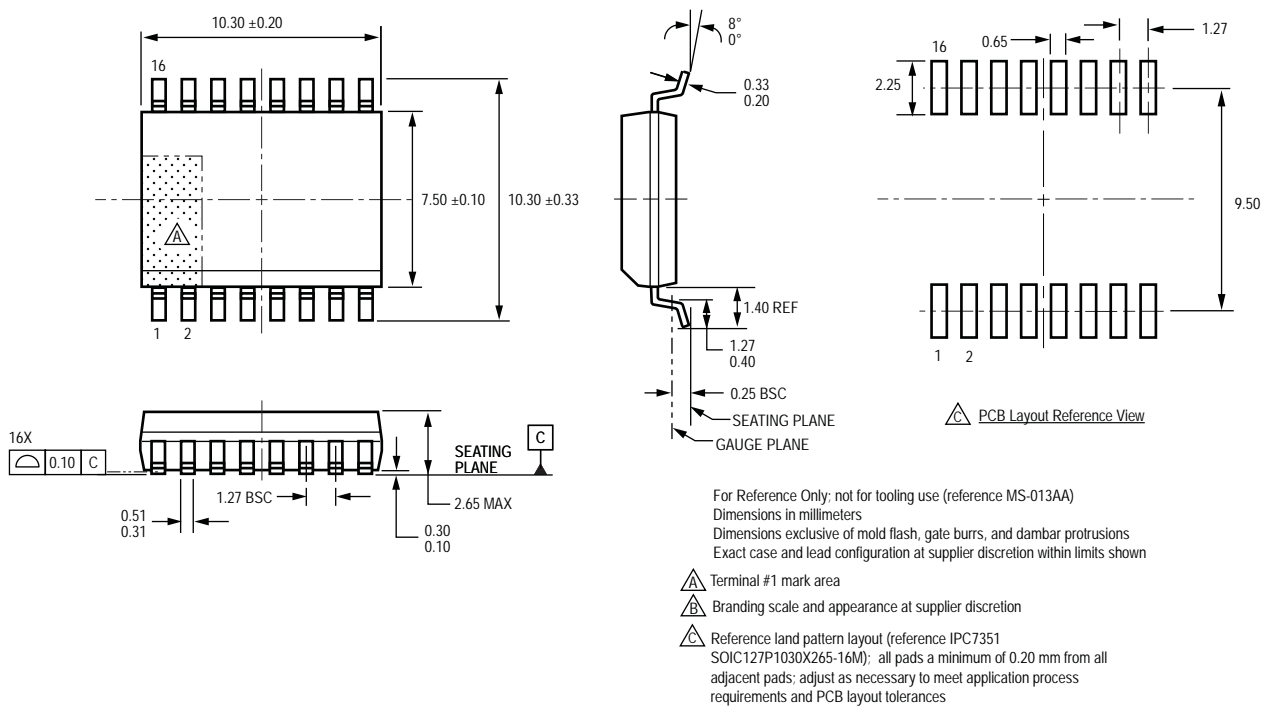 10.30 ±0.20
16
7.50 ±0.10
10.30 ±0.33
A
1 2
8°
0°
0.33
0.20
1.40 REF
1.27
0.40
0.25 BSC
SEATING PLANE
GAUGE PLANE
16
0.65
1.27
2.25
9.50
1 2
C PCB Layout Reference View
16X
0.10 C
SEATING
PLANE
C
1.27 BSC
2.65 MAX
0.51
0.31
0.30
0.10
For Reference Only; not for tooling use (reference MS-013AA)
Dimensions in millimeters
Dimensions exclusive of mold flash, gate burrs, and dambar protrusions
Exact case and lead configuration at supplier discretion within limits shown
A Terminal #1 mark area
B Branding scale and appearance at supplier discretion
C Reference land pattern layout (reference IPC7351
SOIC127P1030X265-16M); all pads a minimum of 0.20 mm from all
adjacent pads; adjust as necessary to meet application process
requirements and PCB layout tolerances